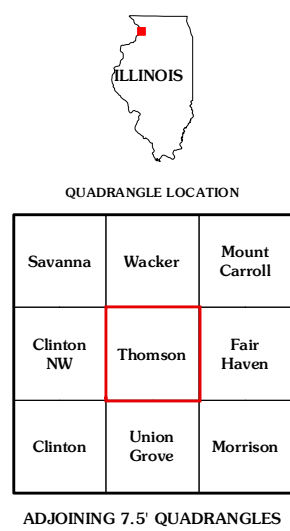 ILLINOIS
QUADRANGLE LOCATION
Savanna
Wacker
Mount
Carroll
Clinton
NW
Thomson
Fair
Haven
Clinton
Union
Grove
Morrison
ADJOINING 7.5' QUADRANGLES